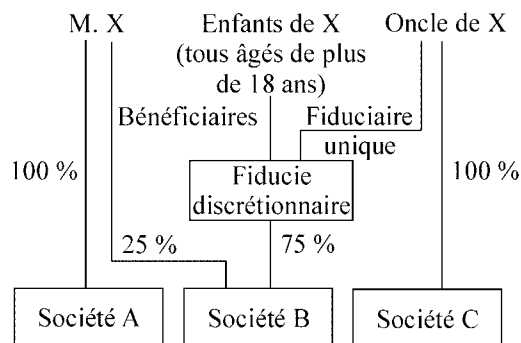 M. X
Enfants de X
(tous âgés de plus
de 18 ans)
Oncle de X
Bénéficiaires
Fiduciaire
unique
100 %
Fiducie
discrétionnaire
100 %
25 %
75 %
Société A
Société B
Société C